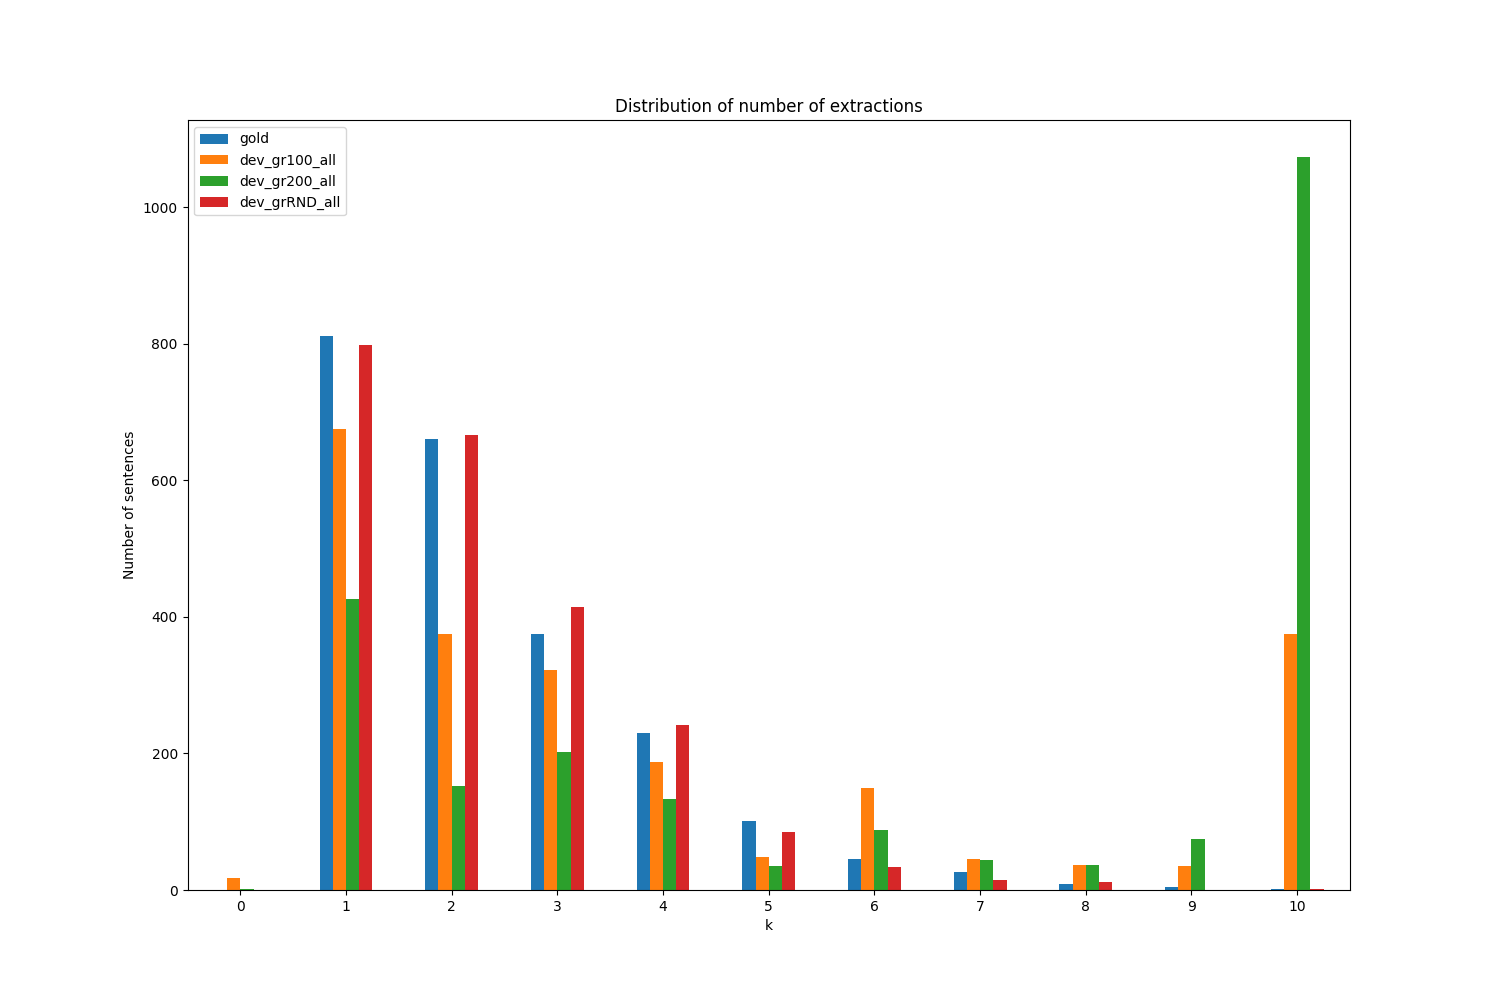 Distribution of number of extractions
gold
dev_gr100_all
dev_gr200_all
dev_grRND_all
1000
800
600
400
200
0
Number of sentences
0 1 2 3 4 5 6 7 8 9 10
k